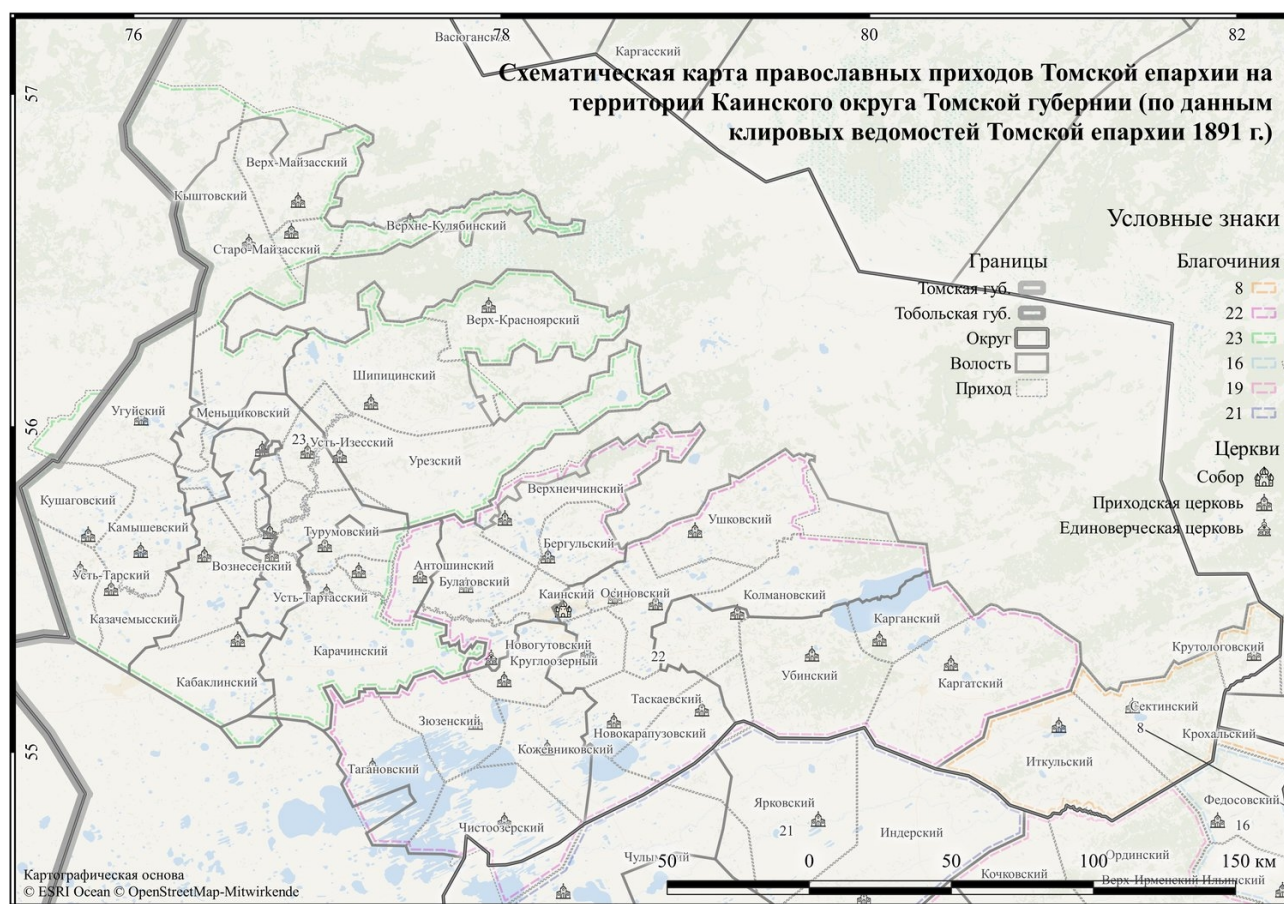 76
78
80
82
Васюганс
Каргасский
Схематическая карта православных приходов Томской епархии на
территории Каинского округа Томской губернии (по данным
клировых ведомостей Томской епархии 1891 г.)
57
Верх-Майзасский
Кыштовский
Верхне-Кулябинский
Старо-Майзасский
Условные знаки
Границы
Томская губ.
Тобольская губ.
Округ
Волость
Приход
Благочиния
8
22
23
16
19
21
Церкви
Собор
Приходская церковь
Единоверческая церковь
Верх-Красноярский
Шипицинский
56
Угуйский
Меньщиковский
23
Усть-Изесский
Урезский
Кушаговский
Верхнеичинский
Ушковский
Камышевский
Турумовский
Бергульский
Усть-Тарский
Вознесенский
Антошинский
Булатовский
Усть-Тартасский
Каинский
Осиновский
Колмановский
Казачемысский
Карганский
Карачинский
Новогутовский
Круглоозерный
22
Убинский
Каргатский
Крутологовский
Кабаклинский
Таскаевский
Сектинский
Зюзенский
Новокарапузовский
8
Крохальский
55
Кожевниковский
Тагановский
Иткульский
Ярковский
Федосовский
21
Чистоозерский
Индерский
16
Ординский
Кочковский
Верх-Ирменский
Ильинский
50
0
50
100
150 км
Картографическая основа
© ESRI Ocean © OpenStreetMap-Mitwirkende